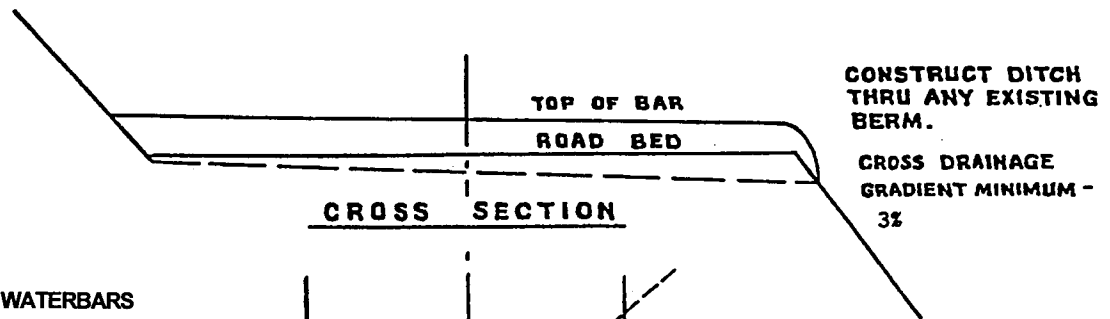 TOP OF BAR
ROAD BED
CONSTRUCT DITCH
THRU ANY EXISTING
BERM.
CROSS DRAINAGE
GRADIENT MINIMUM -
3%
CROSS SECTION
WATERBARS